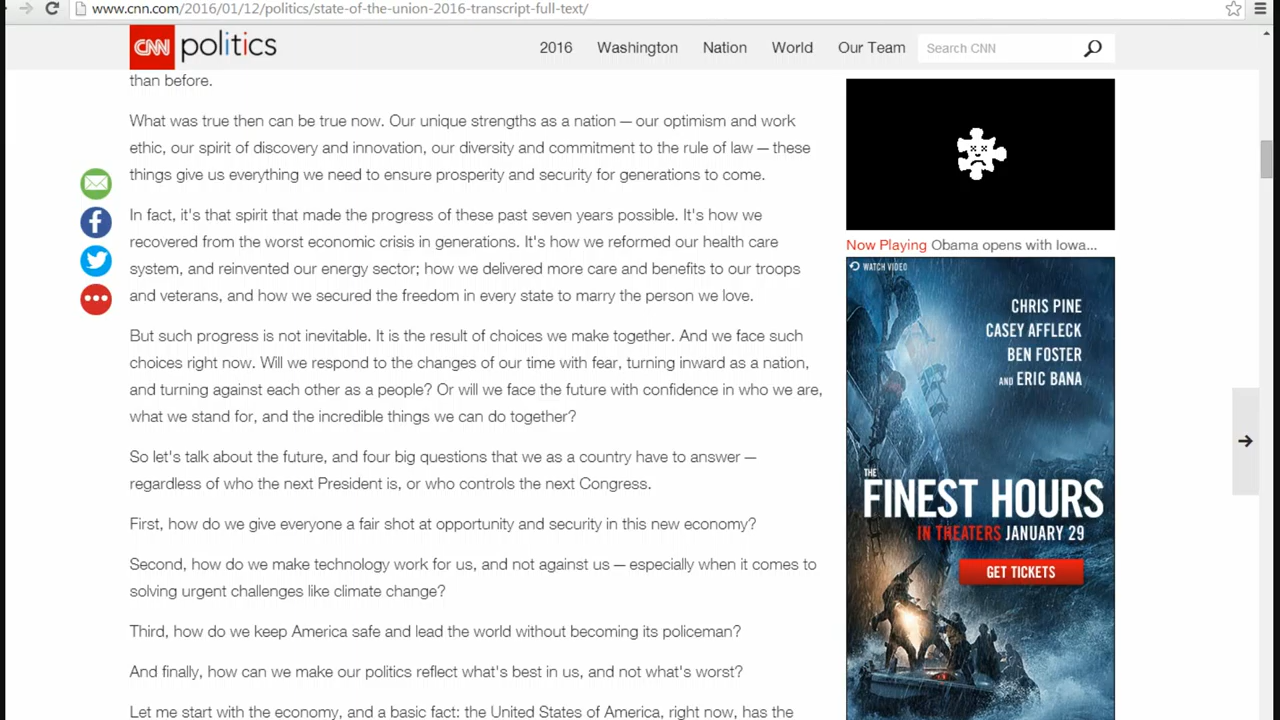 www.cnn.com/2016/01/12/politics/state-of-the-union-2016-transcript-full-text/
CNN politics
2016 Washington Nation World Our Team Search CNN
than before.
What was true then can be true now. Our unique strengths as a nation — our optimism and work
ethic, our spirit of discovery and innovation, our diversity and commitment to the rule of law — these
things give us everything we need to ensure prosperity and security for generations to come.
In fact, it's that spirit that made the progress of these past seven years possible. It's how we
recovered from the worst economic crisis in generations. It's how we reformed our health care
system, and reinvented our energy sector; how we delivered more care and benefits to our troops
and veterans, and how we secured the freedom in every state to marry the person we love.
But such progress is not inevitable. It is the result of choices we make together. And we face such
choices right now. Will we respond to the changes of our time with fear, turning inward as a nation,
and turning against each other as a people? Or will we face the future with confidence in who we are,
what we stand for, and the incredible things we can do together?
So let's talk about the future, and four big questions that we as a country have to answer —
regardless of who the next President is, or who controls the next Congress.
First, how do we give everyone a fair shot at opportunity and security in this new economy?
Second, how do we make technology work for us, and not against us — especially when it comes to
solving urgent challenges like climate change?
Third, how do we keep America safe and lead the world without becoming its policeman?
And finally, how can we make our politics reflect what's best in us, and not what's worst?
Let me start with the economy, and a basic fact: the United States of America, right now, has the
Now Playing Obama opens with Iowa...
WATCH VIDEO
CHRIS PINE
CASEY AFFLECK
BEN FOSTER
AND ERIC BANA
THE
FINEST HOURS
IN THEATERS JANUARY 29
GET TICKETS